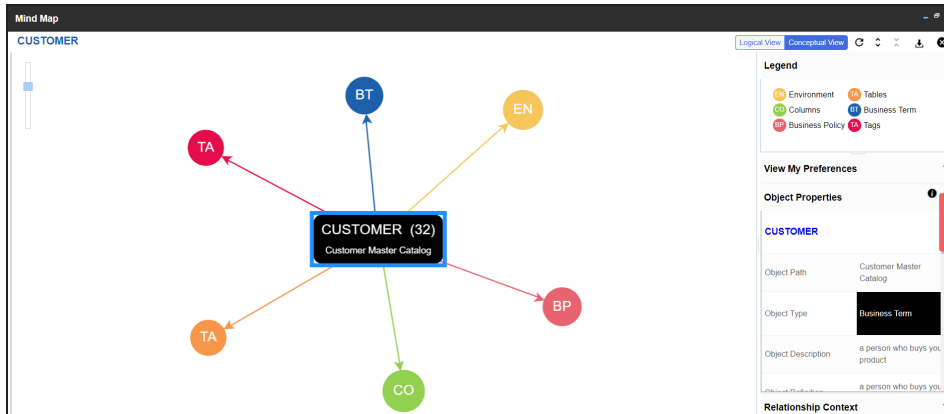 Mind Map
CUSTOMER
Logical View Conceptual View
BT
EN
TA
CUSTOMER (32)
Customer Master Catalog
BP
TA
CO
Legend
EN Environment TA Tables
CO Columns BT Business Term
BP Business Policy TA Tags
View My Preferences
Object Properties
CUSTOMER
Object Path Customer Master
Catalog
Object Type Business Term
Object Description a person who buys you
product
a person who buys you
Relationship Context